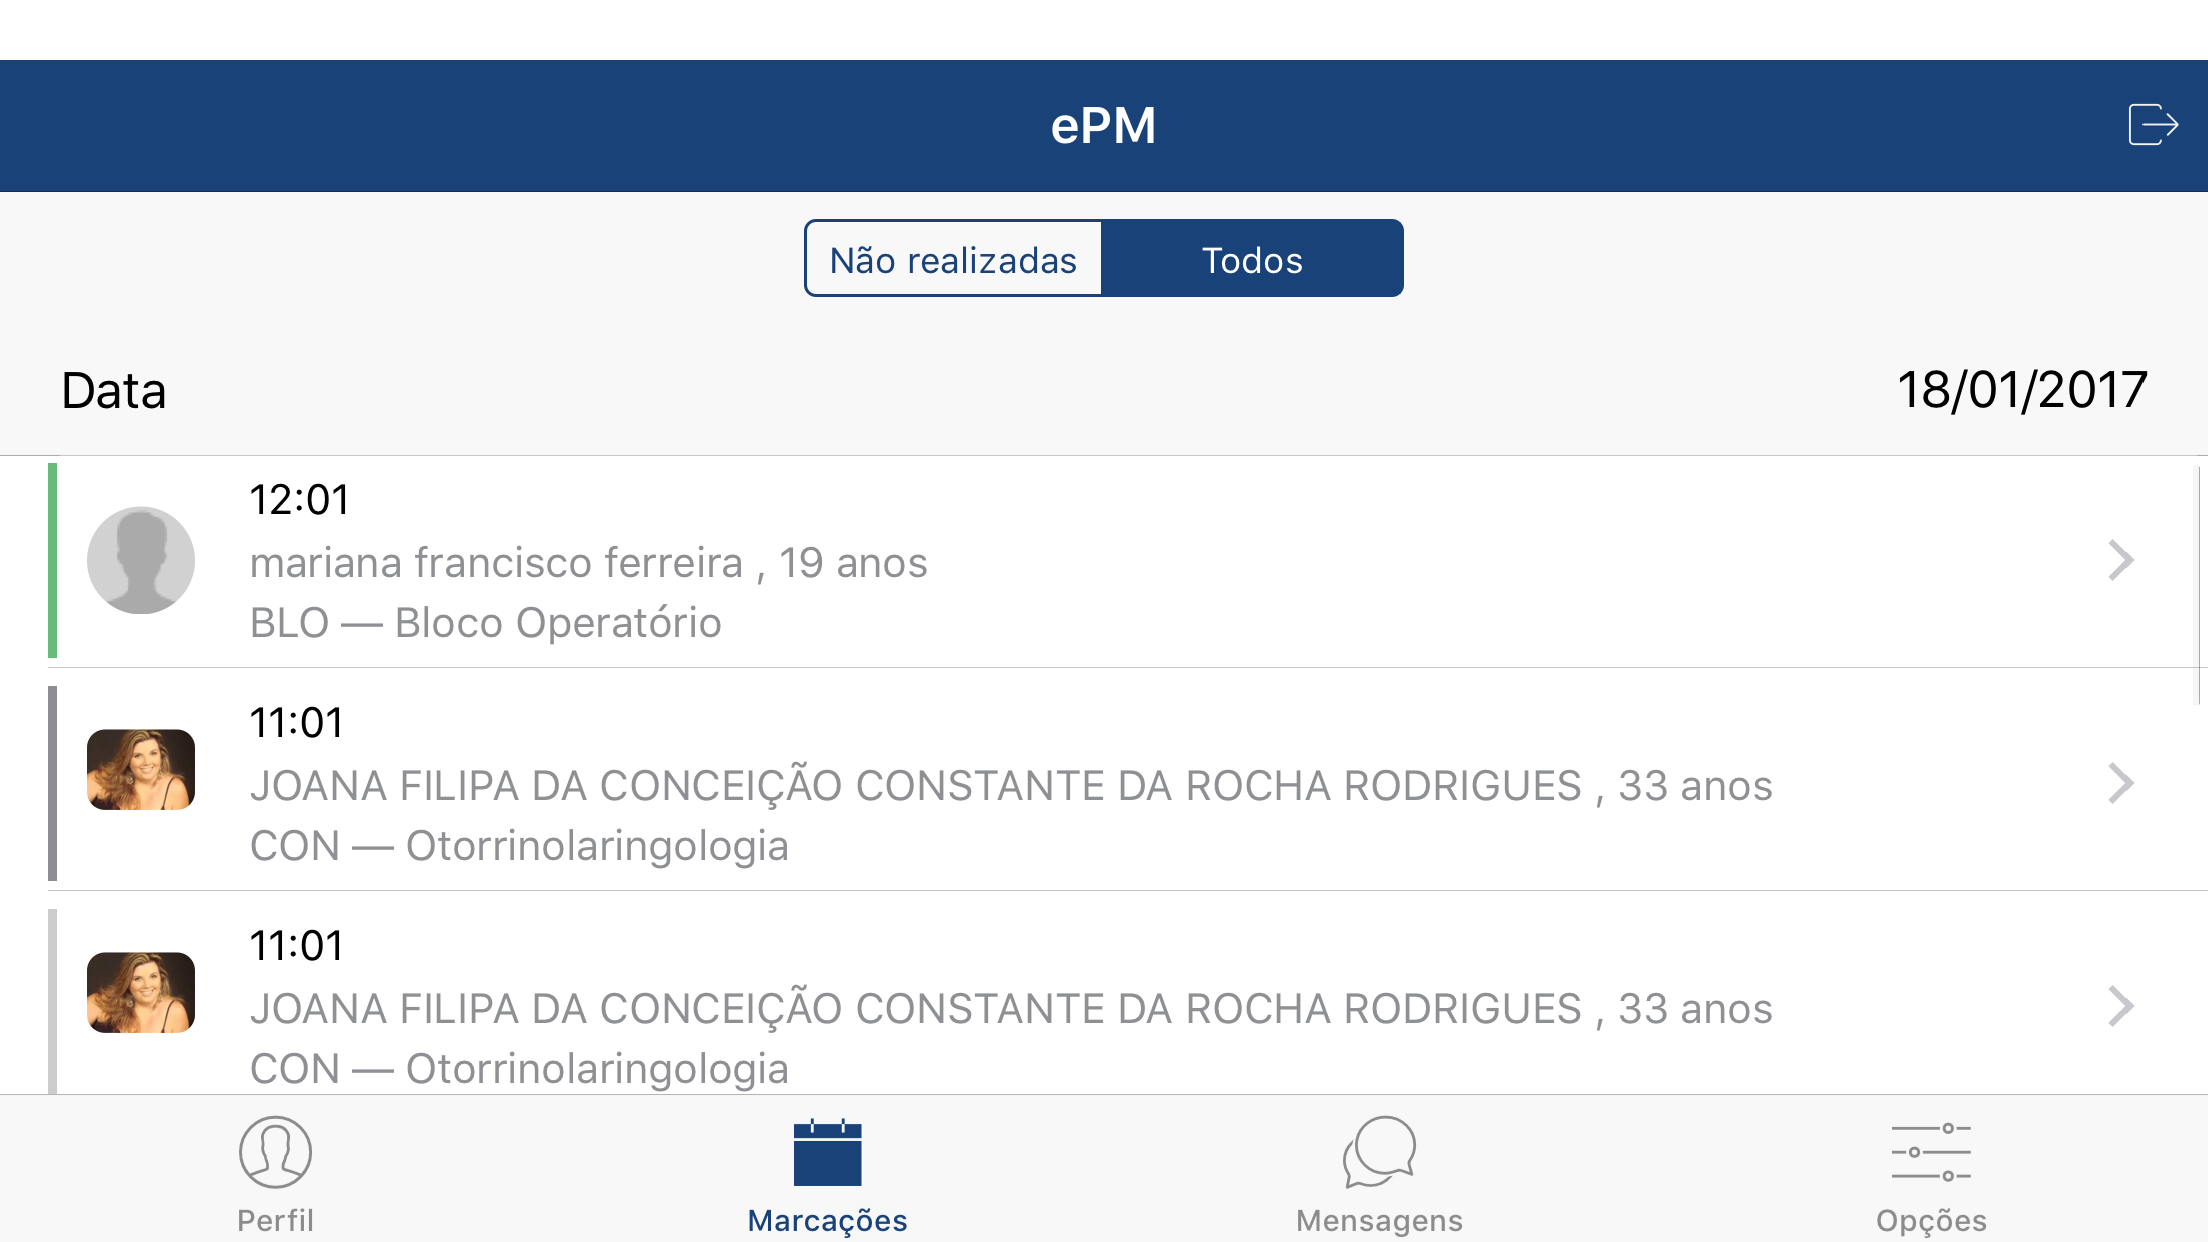 ePM
Não realizadas
Todos
Data
18/01/2017
12:01
mariana francisco ferreira , 19 anos
BLO — Bloco Operatório
11:01
JOANA FILIPA DA CONCEIÇÃO CONSTANTE DA ROCHA RODRIGUES , 33 anos
CON — Otorrinolaringologia
11:01
JOANA FILIPA DA CONCEIÇÃO CONSTANTE DA ROCHA RODRIGUES , 33 anos
CON — Otorrinolaringologia
Perfil
Marcações
Mensagens
Opções